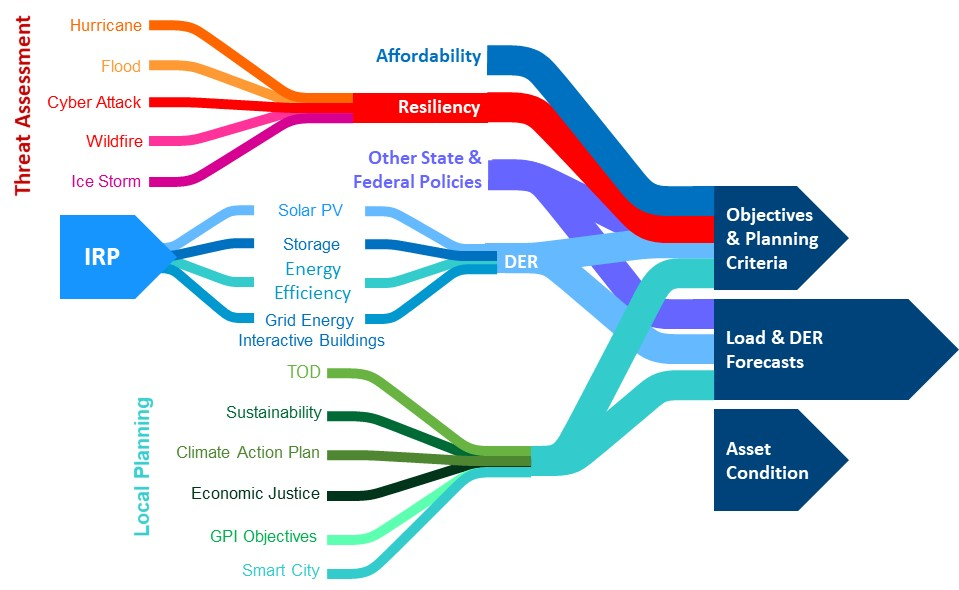 Threat Assessment
Hurricane
Flood
Cyber Attack
Wildfire
Ice Storm
Affordability
Resiliency
Other State &
Federal Policies
IRP
Solar PV
Storage
Energy
Efficiency
Grid Energy
Interactive Buildings
DER
Local Planning
TOD
Sustainability
Climate Action Plan
Economic Justice
GPI Objectives
Smart City
Objectives
& Planning
Criteria
Load & DER
Forecasts
Asset
Condition